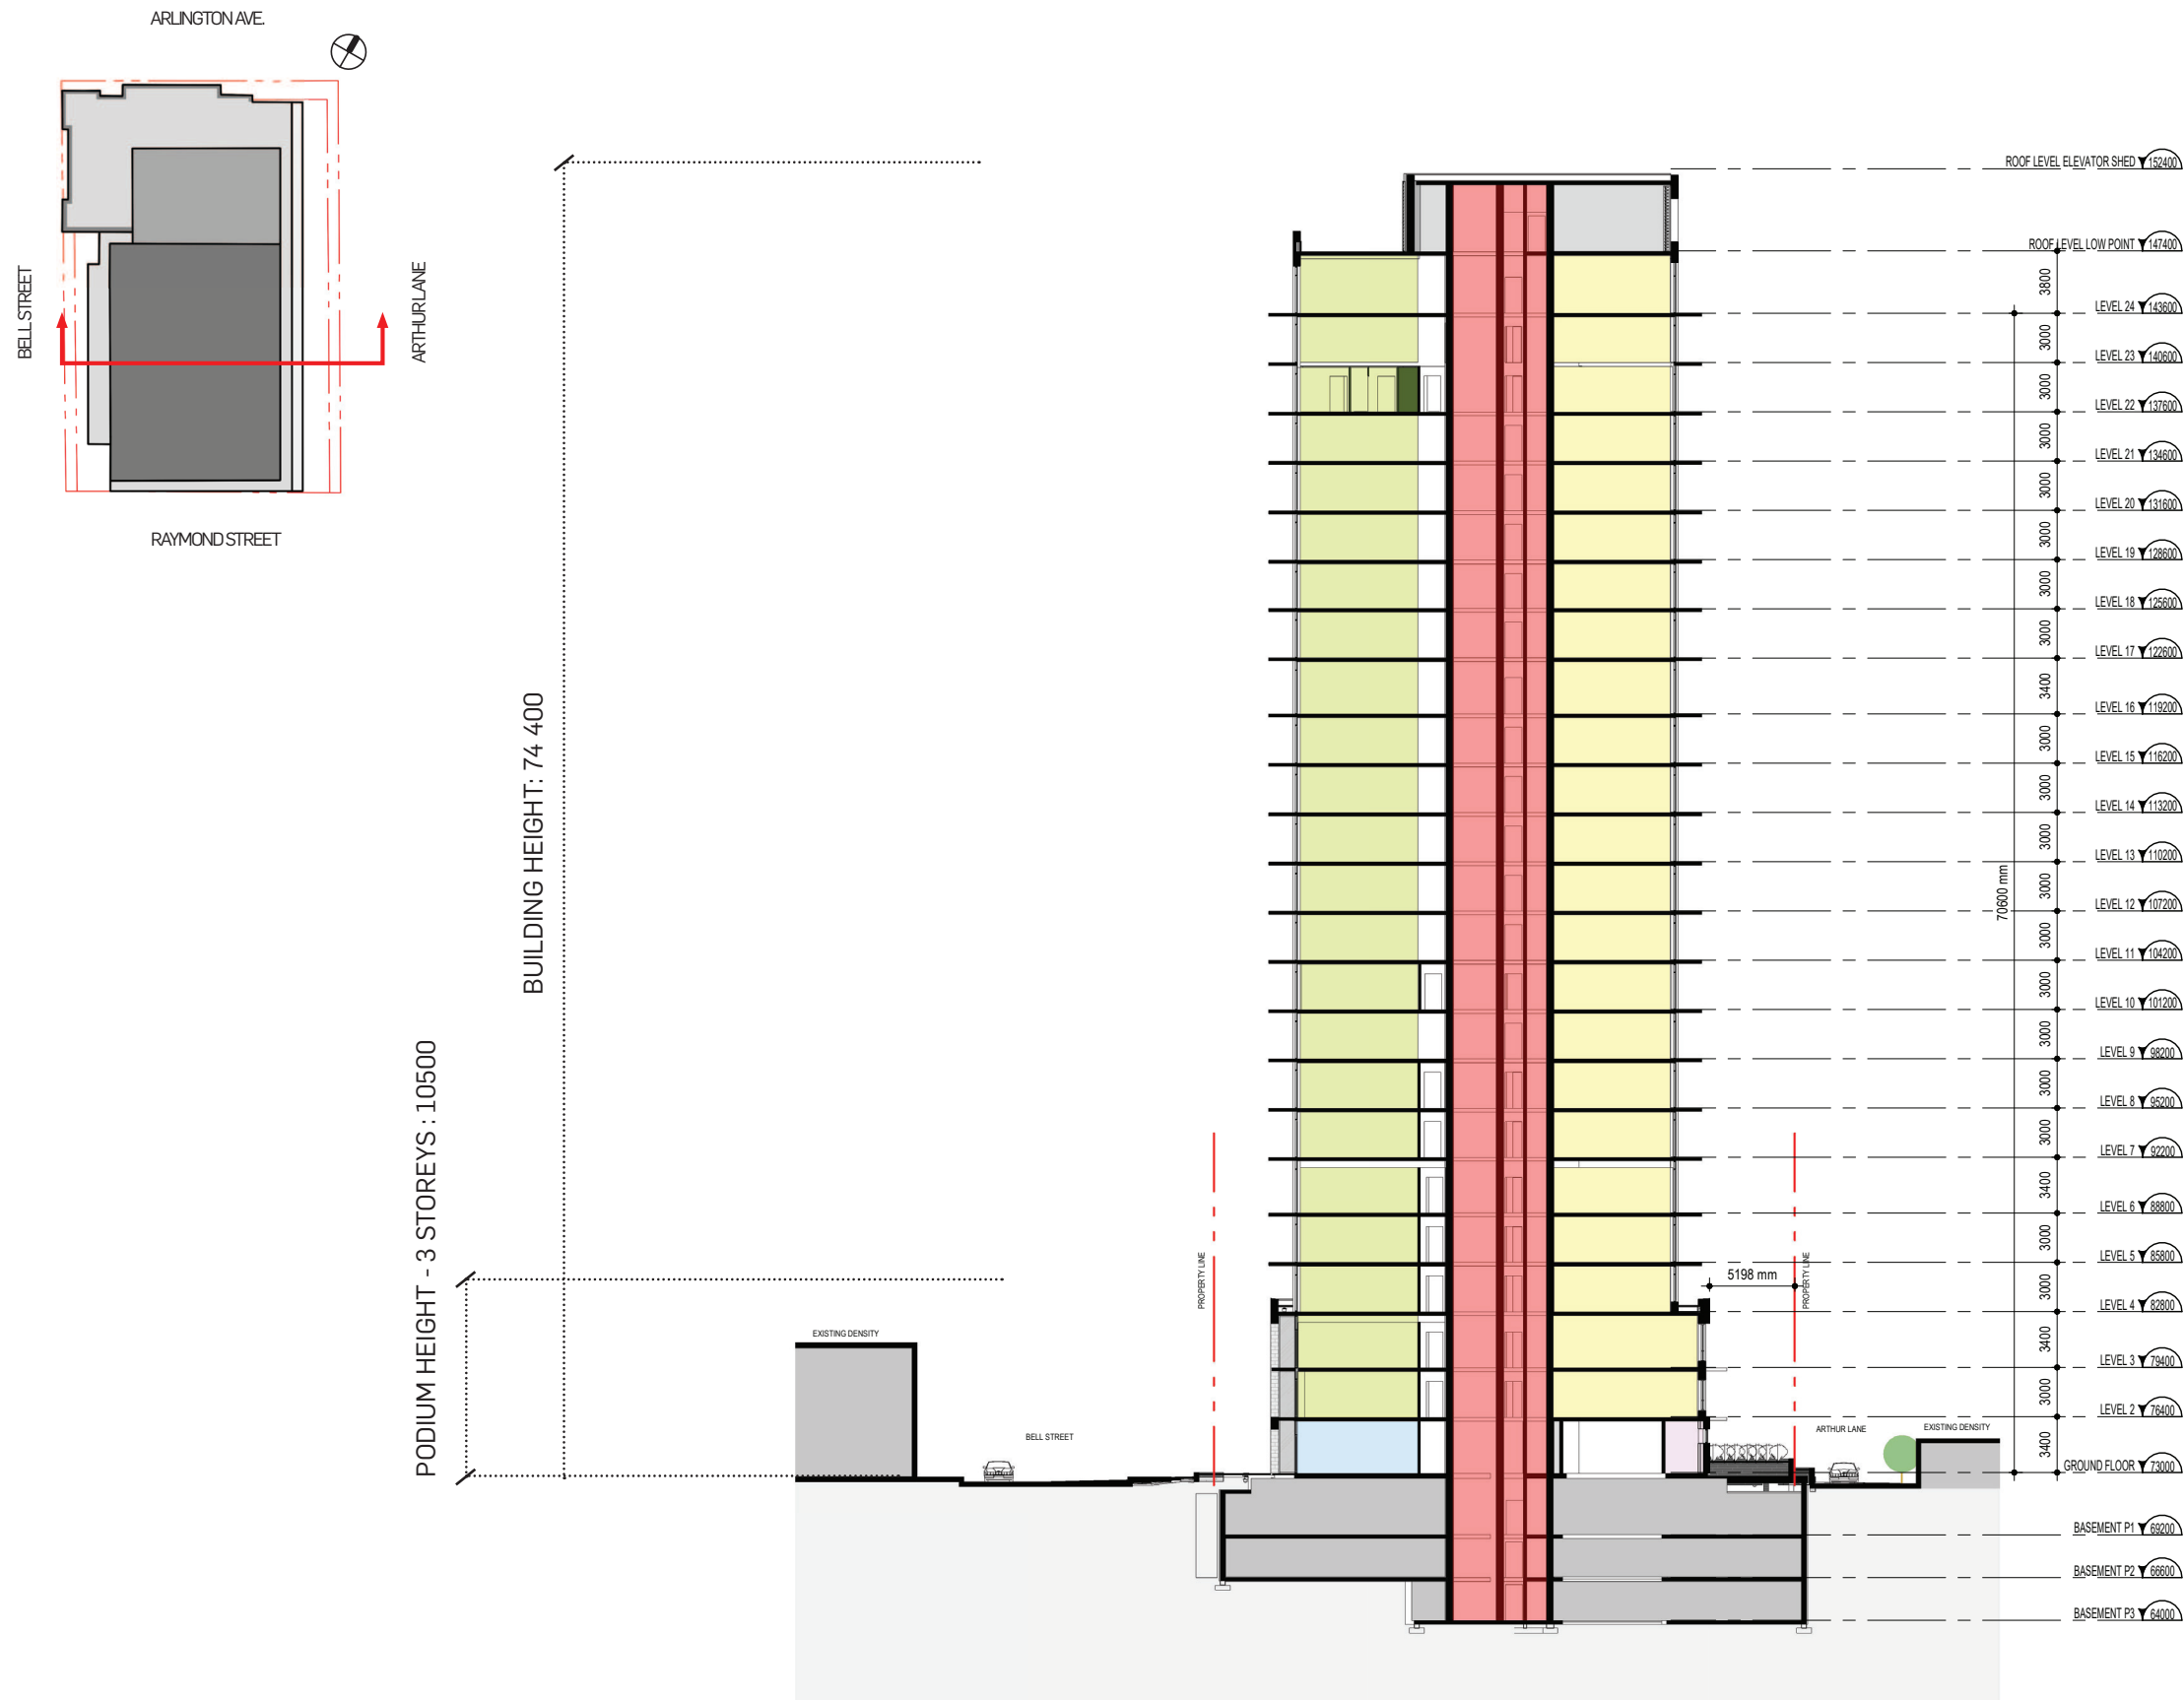 ARLINGTON AVE.
BELL STREET
ARTHUR LANE
RAYMOND STREET
BUILDING HEIGHT: 74 400
PODIUM HEIGHT - 3 STOREYS : 10500
ROOF LEVEL ELEVATOR SHED 152400
ROOF LEVEL LOW POINT 147400
3800
LEVEL 24 143600
3000
LEVEL 23 140600
3000
LEVEL 22 137600
3000
LEVEL 21 134600
3000
LEVEL 20 131600
3000
LEVEL 19 128600
3000
LEVEL 18 125600
3000
LEVEL 17 122600
3400
LEVEL 16 119200
3000
LEVEL 15 116200
3000
LEVEL 14 113200
3000
LEVEL 13 110200
3000
70600 mm
LEVEL 12 107200
3000
LEVEL 11 104200
3000
LEVEL 10 101200
3000
LEVEL 9 98200
3000
LEVEL 8 95200
3000
LEVEL 7 92200
3400
LEVEL 6 88800
3000
LEVEL 5 85800
3000
LEVEL 4 82800
3400
LEVEL 3 79400
3000
LEVEL 2 76400
3400
GROUND FLOOR 73000
BASEMENT P1 69200
BASEMENT P2 66600
BASEMENT P3 64000
PROPERTY LINE
5198 mm
PROPERTY LINE
EXISTING DENSITY
BELL STREET
ARTHUR LANE
EXISTING DENSITY